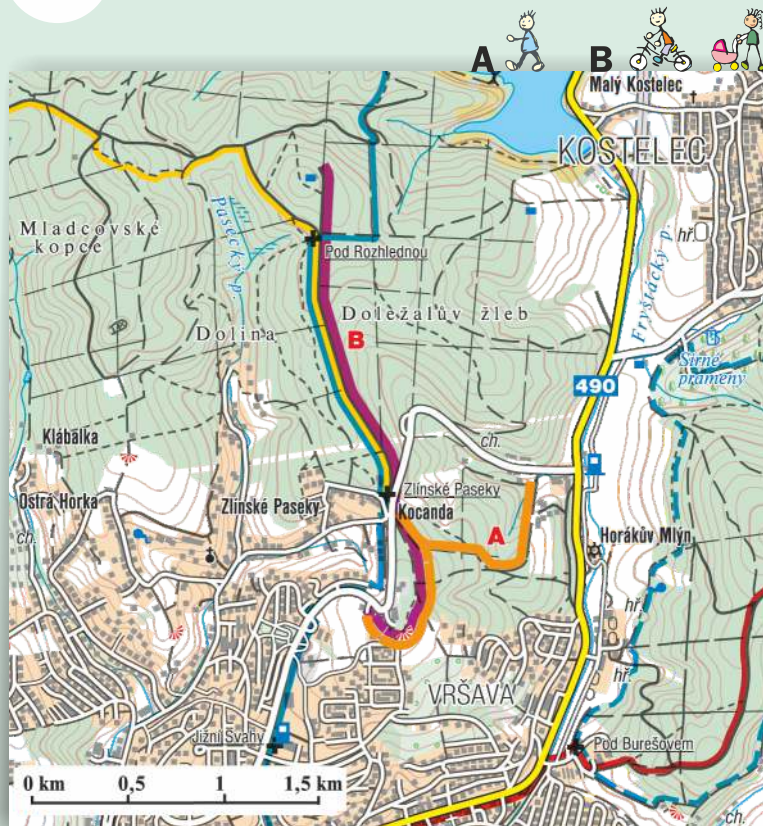 A B
Malý Kostelec
KOSTELEC
Mladcovské
kopce
Pasecký p.
hř.
Pod Rozhlednou
Fryštácký p.
Dolina
Doležalův žleb
B
Sirné
prameny
490
Klábalka
ch.
Ostrá Horka
Zlínské Paseky
Zlínské Paseky
Kocanda
A
Horákův Mlýn
ch.
hř.
hř.
VRŠAVA
Jižní Svahy
Pod Burešovem
0 km 0,5 1 1,5 km
ch.